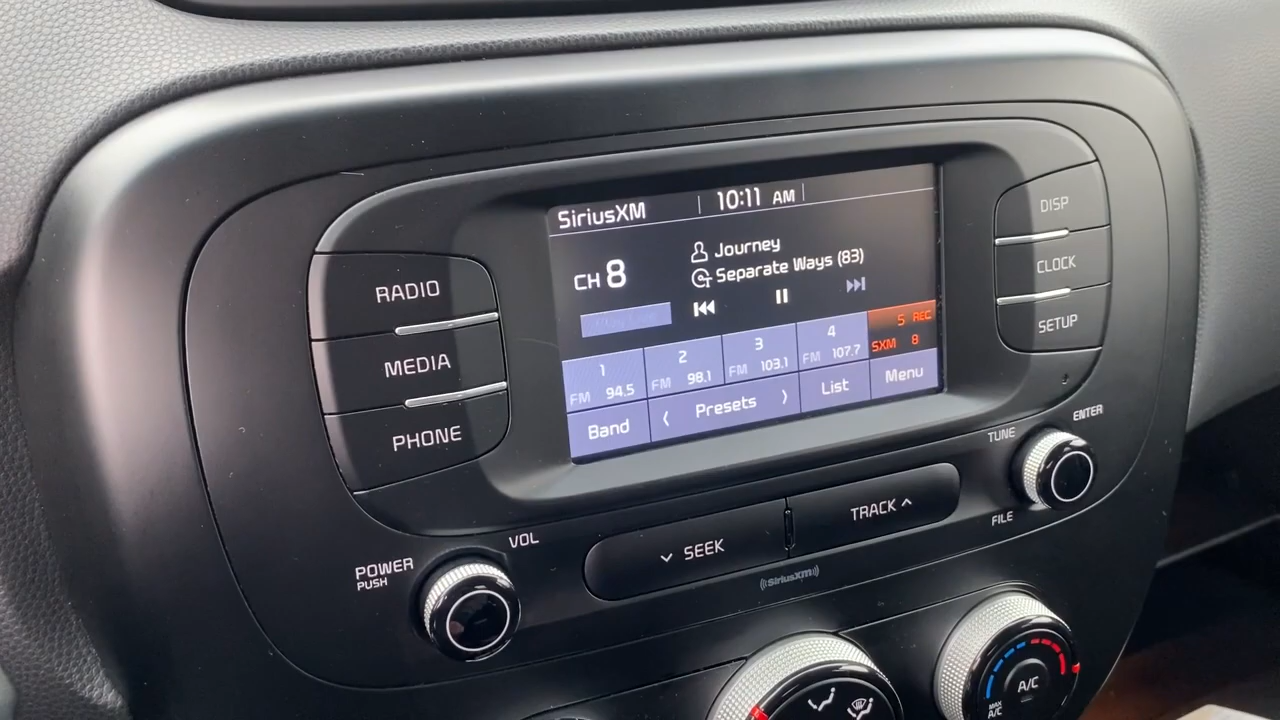 SiriusXM
10:11 AM
CH 8
Journey
Separate Ways (83)
1
FM 94.5
2
FM 98.1
3
FM 103.1
4
FM 107.7
5 REC
SXM 8
Band
Presets
List
Menu
RADIO
MEDIA
PHONE
DISP
CLOCK
SETUP
POWER
PUSH
VOL
SEEK
TRACK
TUNE
ENTER
FILE
SiriusXM
A/C
MAX
A/C